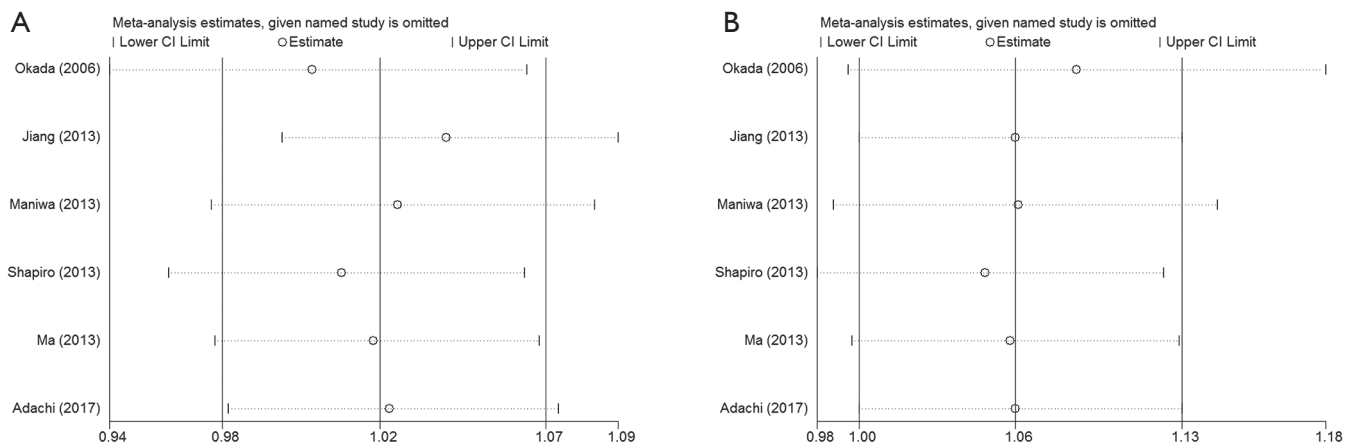 A
Meta-analysis estimates, given named study is omitted
| Lower CI Limit ○ Estimate | Upper CI Limit
Okada (2006)
Jiang (2013)
Maniwa (2013)
Shapiro (2013)
Ma (2013)
Adachi (2017)
0.94 0.98 1.02 1.07 1.09
B
Meta-analysis estimates, given named study is omitted
| Lower CI Limit ○ Estimate | Upper CI Limit
Okada (2006)
Jiang (2013)
Maniwa (2013)
Shapiro (2013)
Ma (2013)
Adachi (2017)
0.98 1.00 1.06 1.13 1.18